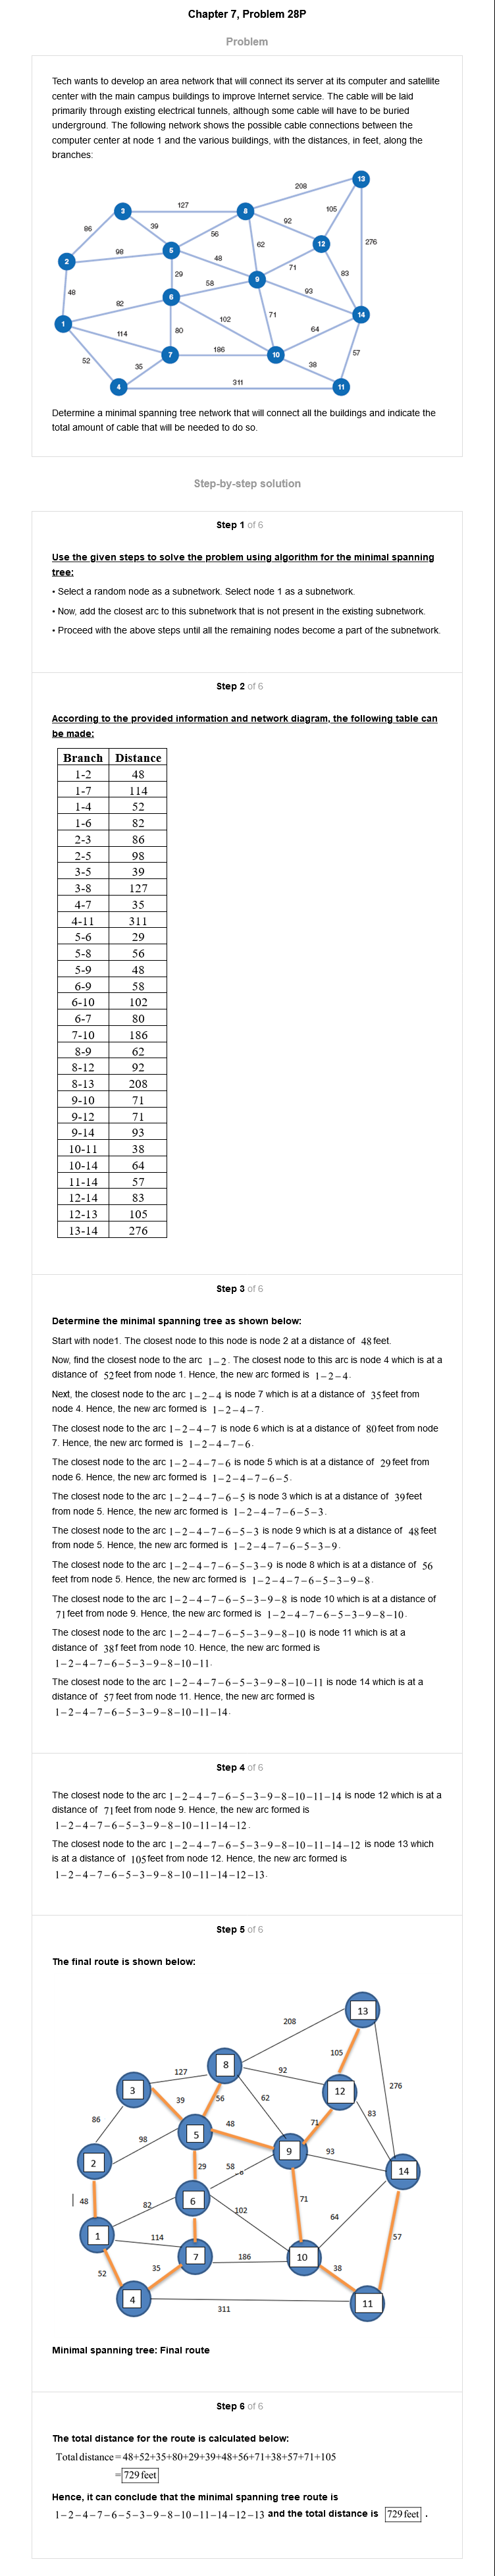 Chapter 7, Problem 28P
Problem
Tech wants to develop an area network that will connect its server at its computer and satellite
center with the main campus buildings to improve Internet service. The cable will be laid
primarily through existing electrical tunnels, although some cable will have to be buried
underground. The following network shows the possible cable connections between the
computer center at node 1 and the various buildings, with the distances, in feet, along the
branches:
13
208
3
127
8
105
86
39
56
92
12
276
2
98
5
48
62
71
48
29
58
9
83
6
93
82
102
71
14
1
114
80
64
7
186
10
52
35
38
57
4
311
11
Determine a minimal spanning tree network that will connect all the buildings and indicate the
total amount of cable that will be needed to do so.
Step-by-step solution
Step 1 of 6
Use the given steps to solve the problem using algorithm for the minimal spanning
tree:
• Select a random node as a subnetwork. Select node 1 as a subnetwork.
• Now, add the closest arc to this subnetwork that is not present in the existing subnetwork.
• Proceed with the above steps until all the remaining nodes become a part of the subnetwork.
Step 2 of 6
According to the provided information and network diagram, the following table can
be made:
Branch Distance
1-2 48
1-7 114
1-4 52
1-6 82
2-3 86
2-5 98
3-5 39
3-8 127
4-7 35
4-11 311
5-6 29
5-8 56
5-9 48
6-9 58
6-10 102
6-7 80
7-10 186
8-9 62
8-12 92
8-13 208
9-10 71
9-12 71
9-14 93
10-11 38
10-14 64
11-14 57
12-14 83
12-13 105
13-14 276
Step 3 of 6
Determine the minimal spanning tree as shown below:
Start with node1. The closest node to this node is node 2 at a distance of 48 feet.
Now, find the closest node to the arc 1−2. The closest node to this arc is node 4 which is at a
distance of 52 feet from node 1. Hence, the new arc formed is 1−2−4.
Next, the closest node to the arc 1−2−4 is node 7 which is at a distance of 35 feet from
node 4. Hence, the new arc formed is 1−2−4−7.
The closest node to the arc 1−2−4−7 is node 6 which is at a distance of 80 feet from node
7. Hence, the new arc formed is 1−2−4−7−6.
The closest node to the arc 1−2−4−7−6 is node 5 which is at a distance of 29 feet from
node 6. Hence, the new arc formed is 1−2−4−7−6−5.
The closest node to the arc 1−2−4−7−6−5 is node 3 which is at a distance of 39 feet
from node 5. Hence, the new arc formed is 1−2−4−7−6−5−3.
The closest node to the arc 1−2−4−7−6−5−3 is node 9 which is at a distance of 48 feet
from node 5. Hence, the new arc formed is 1−2−4−7−6−5−3−9.
The closest node to the arc 1−2−4−7−6−5−3−9 is node 8 which is at a distance of 56
feet from node 5. Hence, the new arc formed is 1−2−4−7−6−5−3−9−8.
The closest node to the arc 1−2−4−7−6−5−3−9−8 is node 10 which is at a distance of
71 feet from node 9. Hence, the new arc formed is 1−2−4−7−6−5−3−9−8−10.
The closest node to the arc 1−2−4−7−6−5−3−9−8−10 is node 11 which is at a
distance of 38f feet from node 10. Hence, the new arc formed is
1−2−4−7−6−5−3−9−8−10−11.
The closest node to the arc 1−2−4−7−6−5−3−9−8−10−11 is node 14 which is at a
distance of 57 feet from node 11. Hence, the new arc formed is
1−2−4−7−6−5−3−9−8−10−11−14.
Step 4 of 6
The closest node to the arc 1−2−4−7−6−5−3−9−8−10−11−14 is node 12 which is at a
distance of 71 feet from node 9. Hence, the new arc formed is
1−2−4−7−6−5−3−9−8−10−11−14−12.
The closest node to the arc 1−2−4−7−6−5−3−9−8−10−11−14−12 is node 13 which
is at a distance of 105 feet from node 12. Hence, the new arc formed is
1−2−4−7−6−5−3−9−8−10−11−14−12−13.
Step 5 of 6
The final route is shown below:
13
208
105
8
127
92
3
12
276
86
39
56
62
83
5
48
71
98
9
93
2
29
58
14
48
6
71
82
102
64
57
1
114
7
186
10
52
35
38
4
11
311
Minimal spanning tree: Final route
Step 6 of 6
The total distance for the route is calculated below:
Total distance = 48+52+35+80+29+39+48+56+71+38+57+71+105
= 729 feet
Hence, it can conclude that the minimal spanning tree route is
1−2−4−7−6−5−3−9−8−10−11−14−12−13 and the total distance is 729 feet .